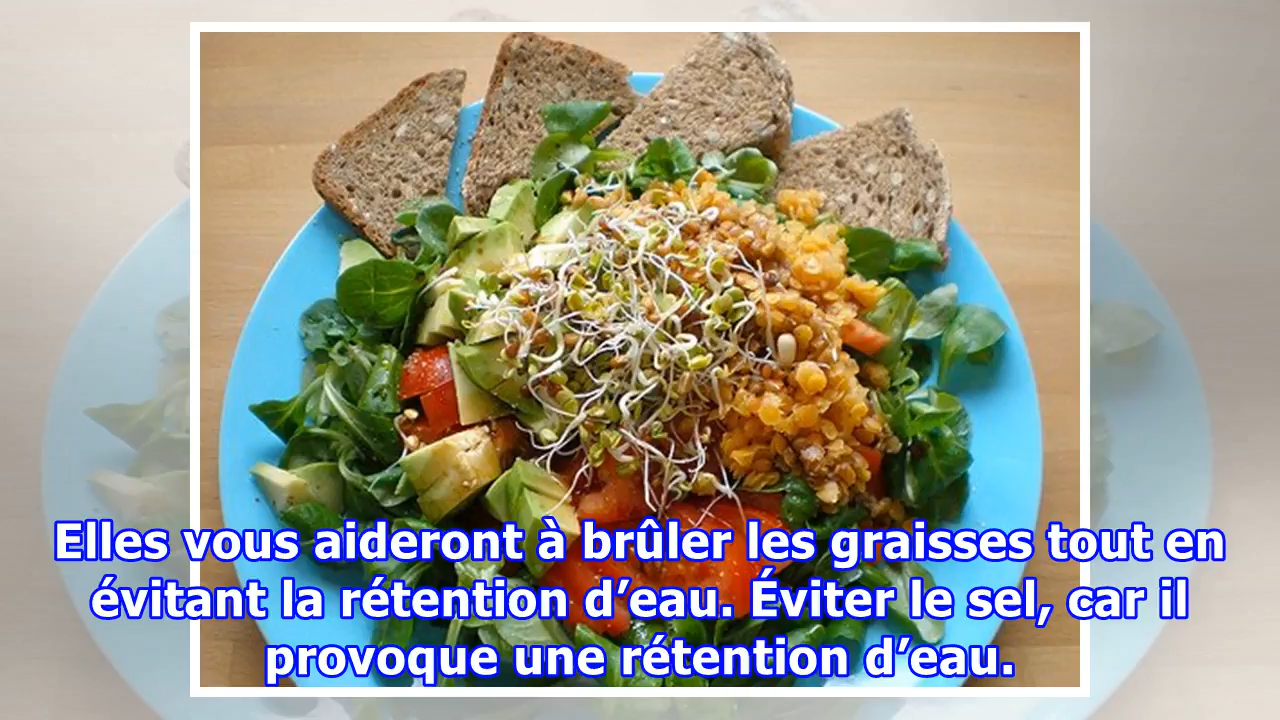 Elles vous aideront à brûler les graisses tout en
évitant la rétention d’eau. Éviter le sel, car il
provoque une rétention d’eau.